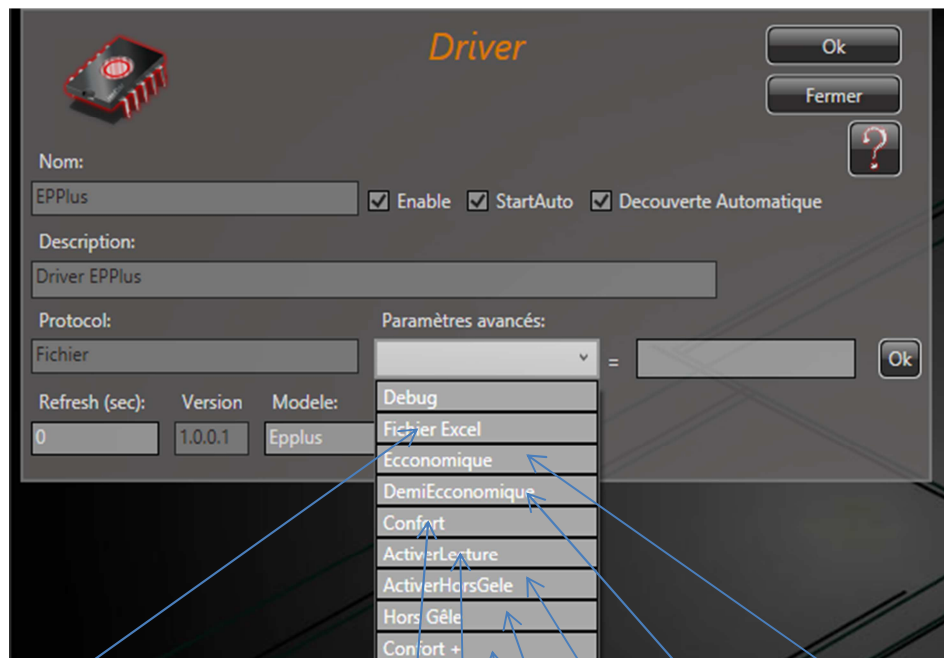 Driver
Ok
Fermer
Nom:
EPPlus
Enable StartAuto Decouverte Automatique
Description:
Driver EPPlus
Protocol: Paramètres avancés:
Fichier = Ok
Refresh (sec): Version Modele:
0 1.0.0.1 Epplus
Debug
Fichier Excel
Ecconomique
DemiEcconomique
Confort
ActiverLecture
ActiverHorsGele
Hors Gêle
Confort +